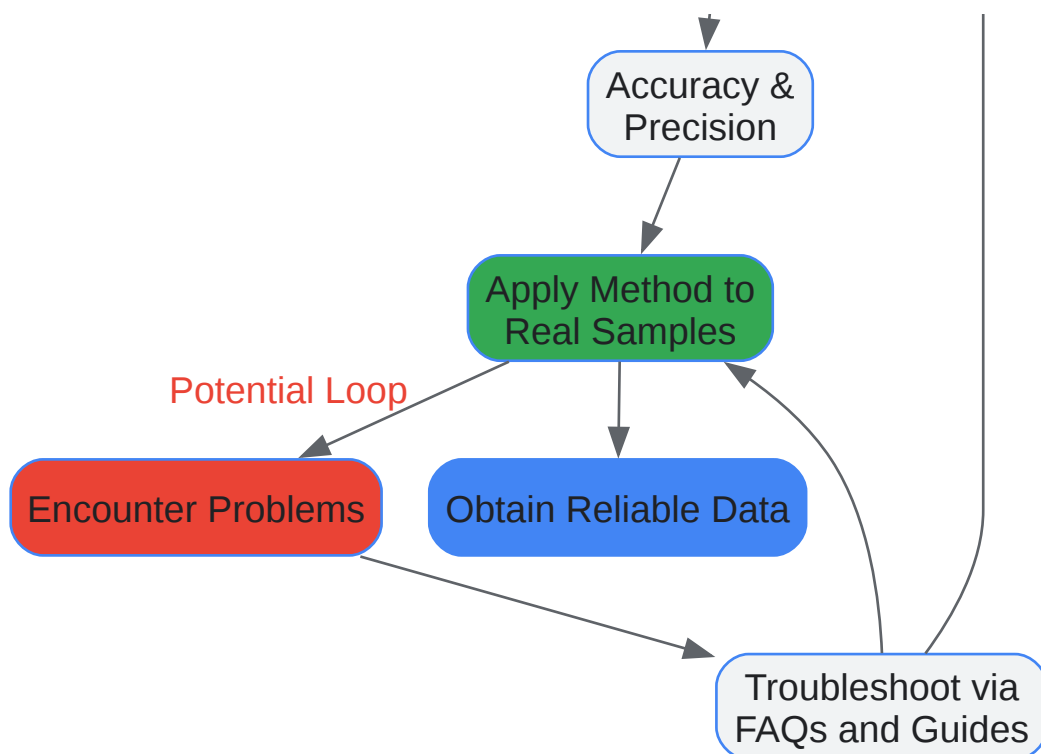 Accuracy &
Precision
Apply Method to
Real Samples
Potential Loop
Encounter Problems
Obtain Reliable Data
Troubleshoot via
FAQs and Guides